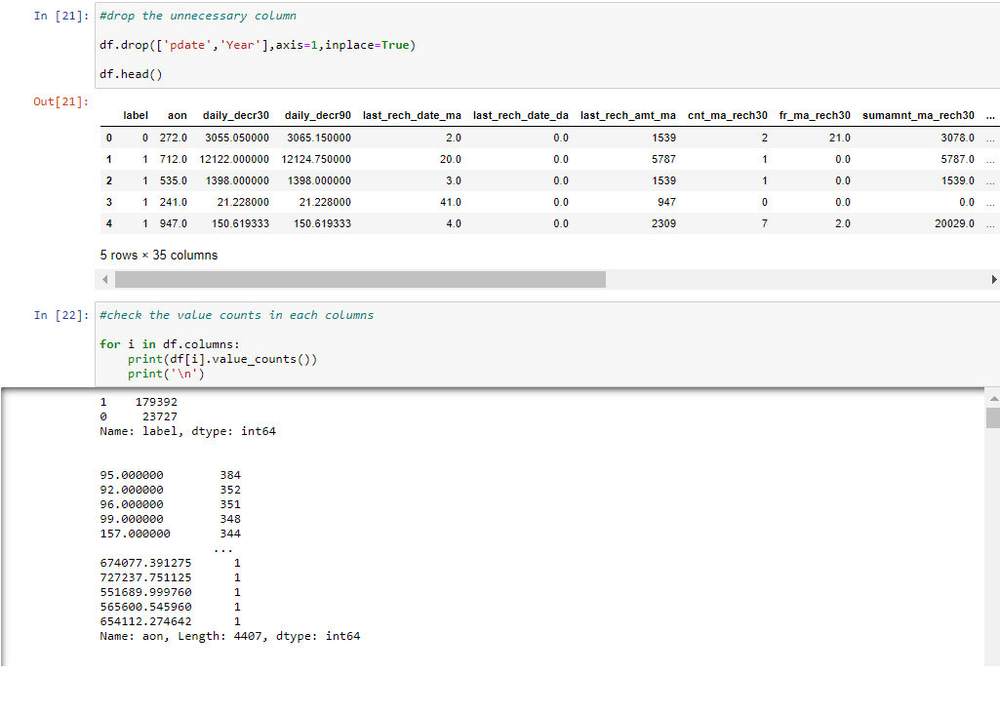 In [21]: #drop the unnecessary column
df.drop(['pdate','Year'],axis=1,inplace=True)
df.head()
Out[21]:
label aon daily_decr30 daily_decr90 last_rech_date_ma last_rech_date_da last_rech_amt_ma cnt_ma_rech30 fr_ma_rech30 sumamnt_ma_rech30 ...
0 0 272.0 3055.050000 3065.150000 2.0 0.0 1539 2 21.0 3078.0 ...
1 1 712.0 12122.000000 12124.750000 20.0 0.0 5787 1 0.0 5787.0 ...
2 1 535.0 1398.000000 1398.000000 3.0 0.0 1539 1 0.0 1539.0 ...
3 1 241.0 21.228000 21.228000 41.0 0.0 947 0 0.0 0.0 ...
4 1 947.0 150.619333 150.619333 4.0 0.0 2309 7 2.0 20029.0 ...
5 rows × 35 columns
In [22]: #check the value counts in each columns
for i in df.columns:
    print(df[i].value_counts())
    print('\n')
1    179392
0     23727
Name: label, dtype: int64
95.000000        384
92.000000        352
96.000000        351
99.000000        348
157.000000       344
...
674077.391275      1
727237.751125      1
551689.999760      1
565600.545960      1
654112.274642      1
Name: aon, Length: 4407, dtype: int64